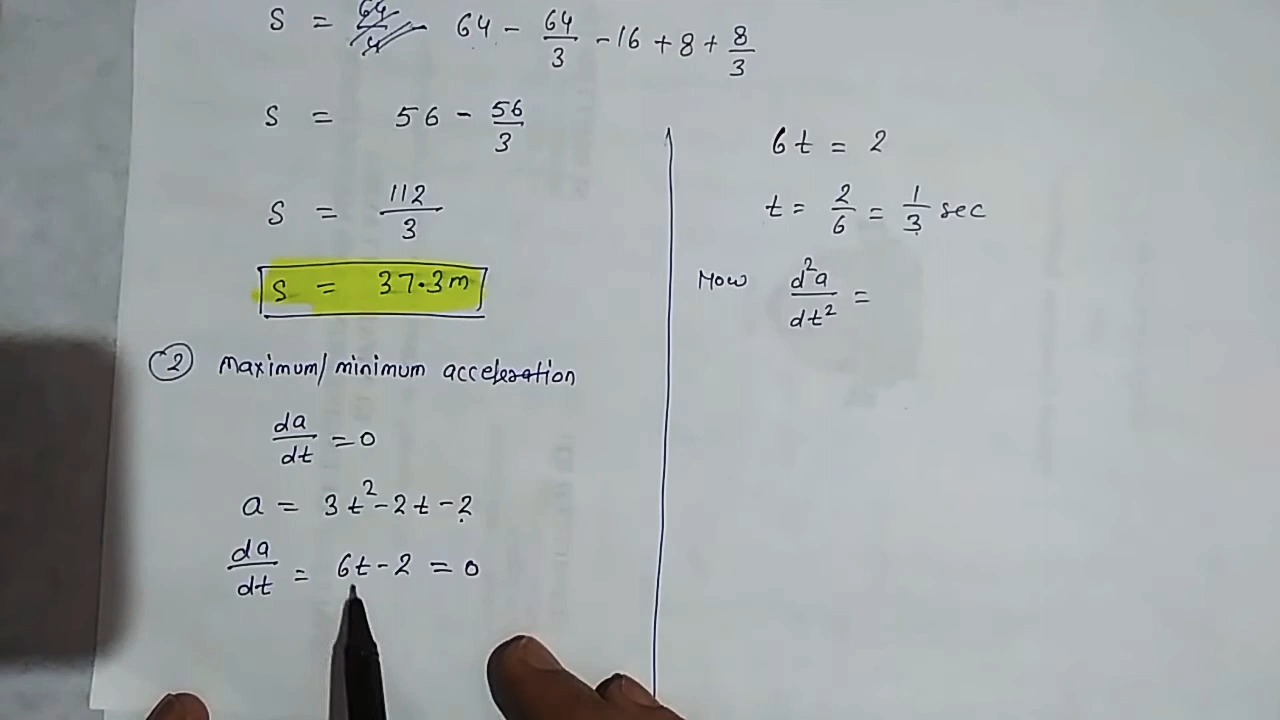 S = 64/4 64 - 64/3 - 16 + 8 + 8/3
S = 56 - 56/3
S = 112/3
S = 37.3m
② Maximum/minimum acceleration
da/dt = 0
a = 3t² - 2t - 2
da/dt = 6t - 2 = 0
6t = 2
t = 2/6 = 1/3 sec
Now d²a/dt² =